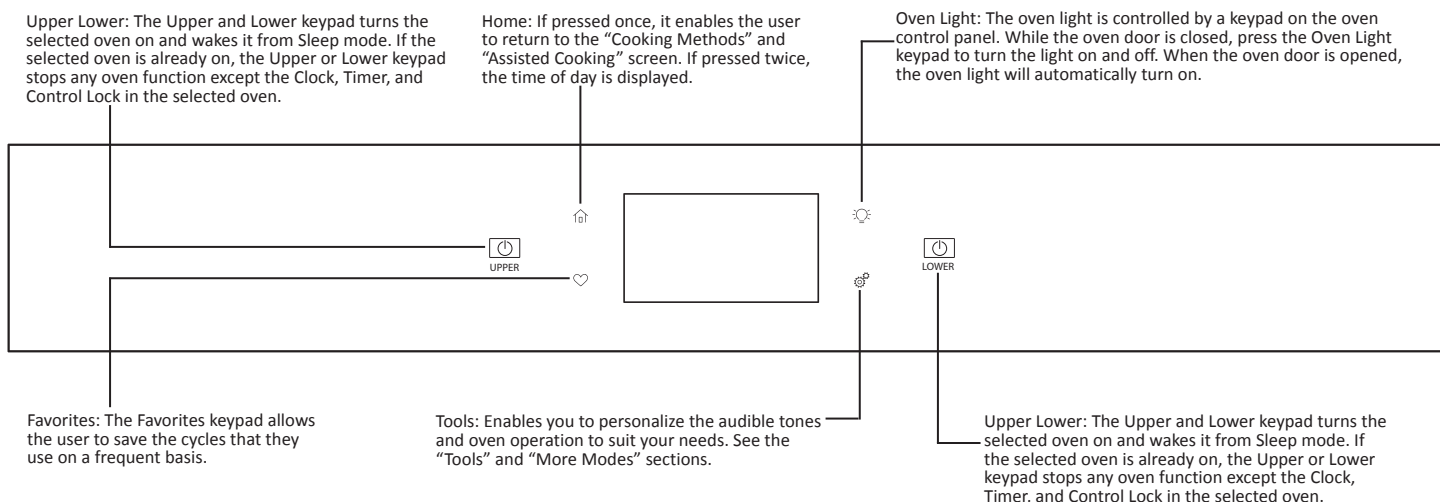 Upper Lower: The Upper and Lower keypad turns the
selected oven on and wakes it from Sleep mode. If the
selected oven is already on, the Upper or Lower keypad
stops any oven function except the Clock, Timer, and
Control Lock in the selected oven.
Home: If pressed once, it enables the user
to return to the “Cooking Methods” and
“Assisted Cooking” screen. If pressed twice,
the time of day is displayed.
Oven Light: The oven light is controlled by a keypad on the oven
control panel. While the oven door is closed, press the Oven Light
keypad to turn the light on and off. When the oven door is opened,
the oven light will automatically turn on.
UPPER
LOWER
Favorites: The Favorites keypad allows
the user to save the cycles that they
use on a frequent basis.
Tools: Enables you to personalize the audible tones
and oven operation to suit your needs. See the
“Tools” and “More Modes” sections.
Upper Lower: The Upper and Lower keypad turns the
selected oven on and wakes it from Sleep mode. If
the selected oven is already on, the Upper or Lower
keypad stops any oven function except the Clock,
Timer, and Control Lock in the selected oven.